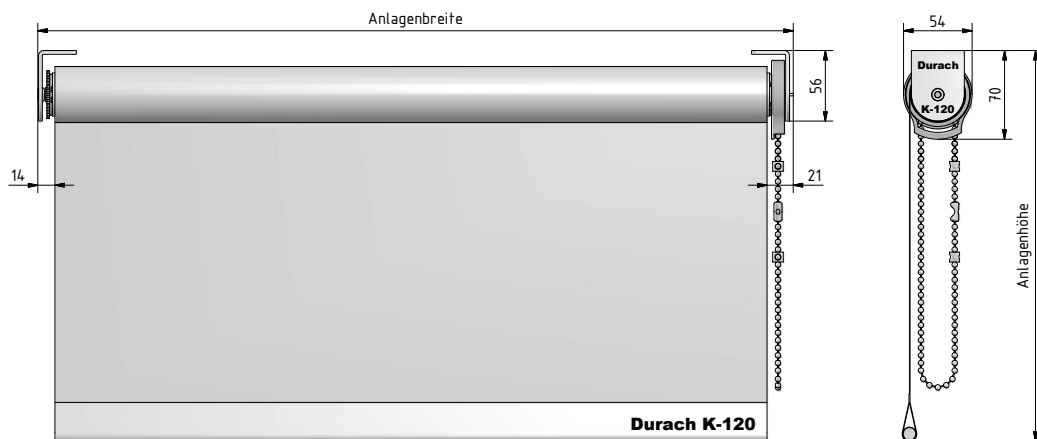 Anlagenbreite
54
Durach
K-120
56
70
14
21
Anlagenhöhe
Durach K-120